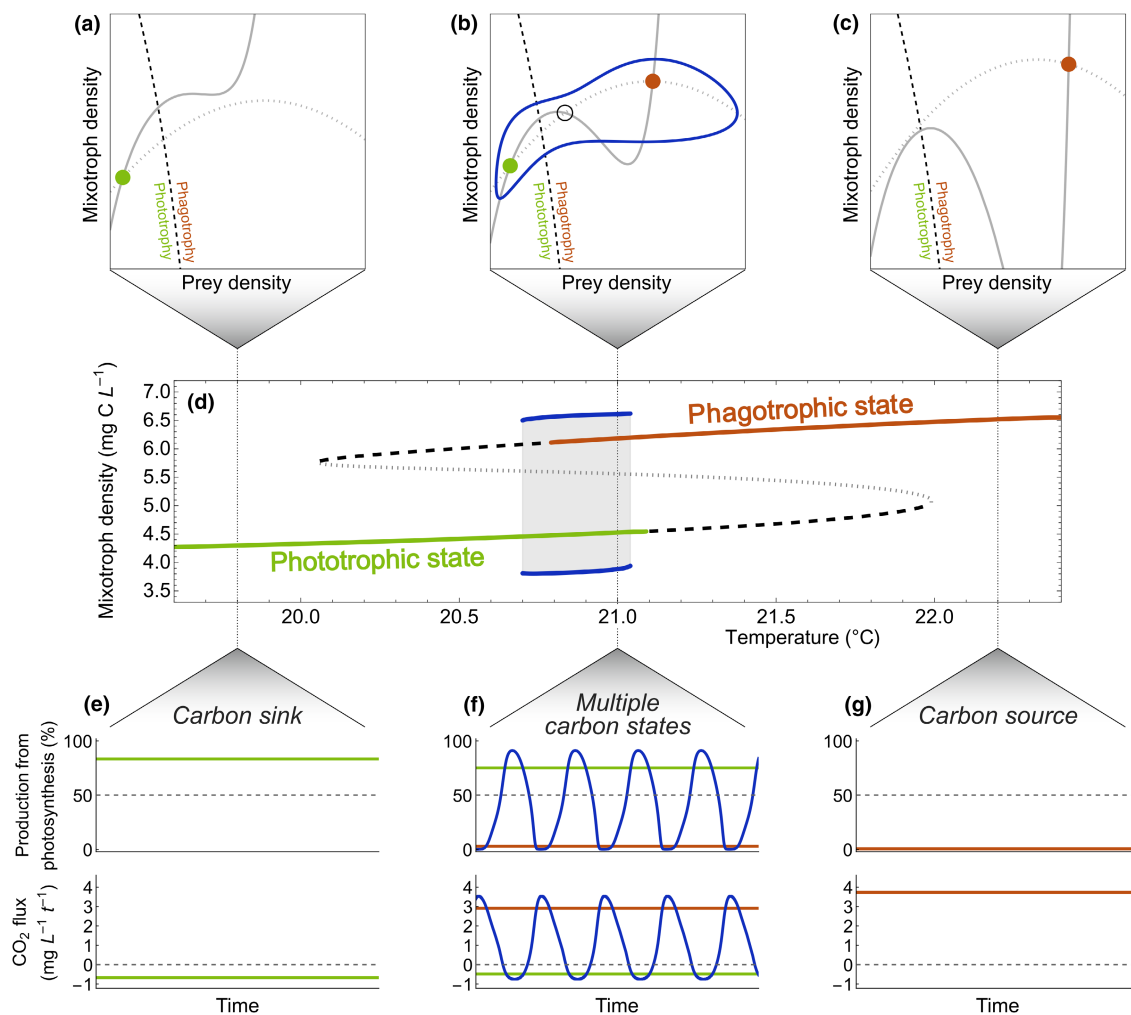 (a)
Mixotroph density
Phototrophy
Phagotrophy
Prey density
(b)
Mixotroph density
Phototrophy
Phagotrophy
Prey density
(c)
Mixotroph density
Phototrophy
Phagotrophy
Prey density
(d)
Mixotroph density (mg C L⁻¹)
7.0
6.5
6.0
5.5
5.0
4.5
4.0
3.5
Phagotrophic state
Phototrophic state
20.0 20.5 21.0 21.5 22.0
Temperature (°C)
(e)
Carbon sink
Production from
photosynthesis (%)
100
50
0
CO₂ flux
(mg L⁻¹ t⁻¹)
4
3
2
1
0
−1
Time
(f)
Multiple
carbon states
100
50
0
4
3
2
1
0
−1
Time
(g)
Carbon source
100
50
0
4
3
2
1
0
−1
Time